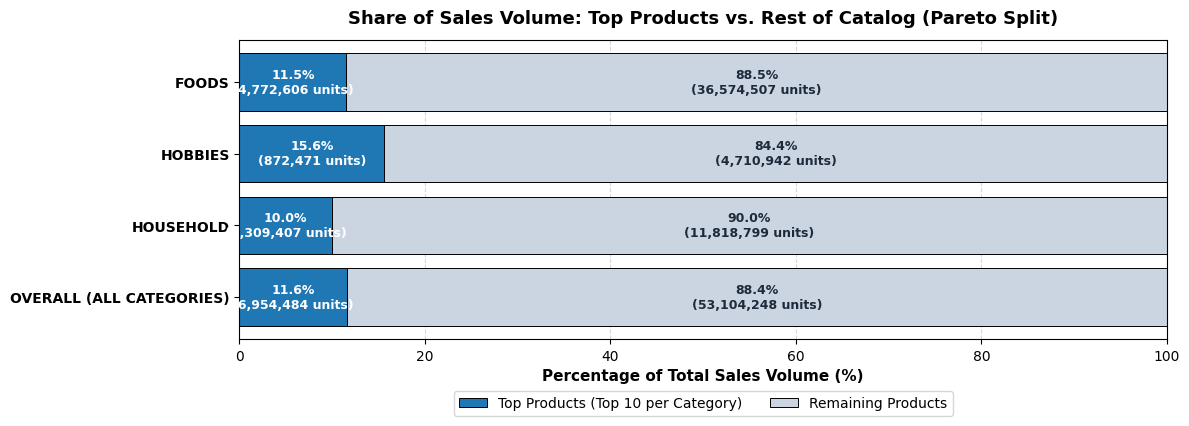 Share of Sales Volume: Top Products vs. Rest of Catalog (Pareto Split)
FOODS
11.5%
4,772,606 units)
88.5%
(36,574,507 units)
HOBBIES
15.6%
(872,471 units)
84.4%
(4,710,942 units)
HOUSEHOLD
10.0%
,309,407 units)
90.0%
(11,818,799 units)
OVERALL (ALL CATEGORIES)
11.6%
6,954,484 units)
88.4%
(53,104,248 units)
0 20 40 60 80 100
Percentage of Total Sales Volume (%)
Top Products (Top 10 per Category) Remaining Products